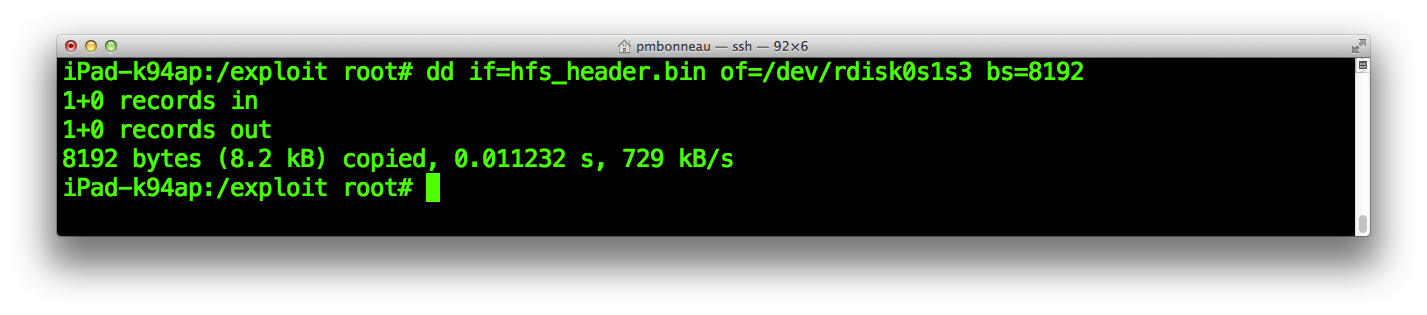 pmbonneau — ssh — 92×6
iPad-k94ap:/exploit root# dd if=hfs_header.bin of=/dev/rdisk0s1s3 bs=8192
1+0 records in
1+0 records out
8192 bytes (8.2 kB) copied, 0.011232 s, 729 kB/s
iPad-k94ap:/exploit root#